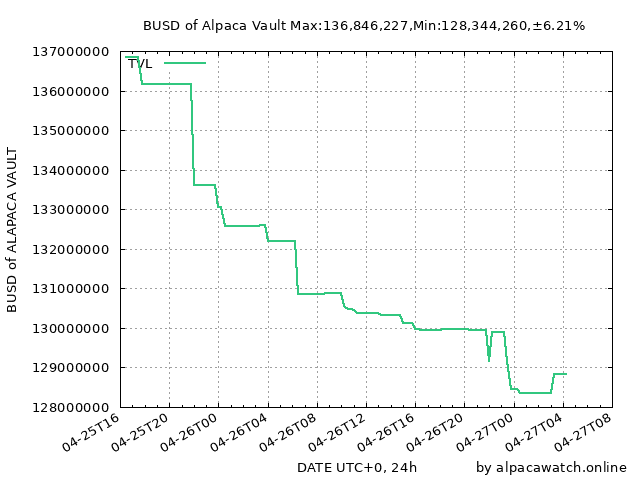 BUSD of Alpaca Vault Max:136,846,227,Min:128,344,260,±6.21%
137000000
TVL
136000000
135000000
134000000
133000000
132000000
131000000
130000000
129000000
128000000
BUSD of ALAPACA VAULT
04-25T16 04-25T20 04-26T00 04-26T04 04-26T08 04-26T12 04-26T16 04-26T20 04-27T00 04-27T04 04-27T08
DATE UTC+0, 24h by alpacawatch.online